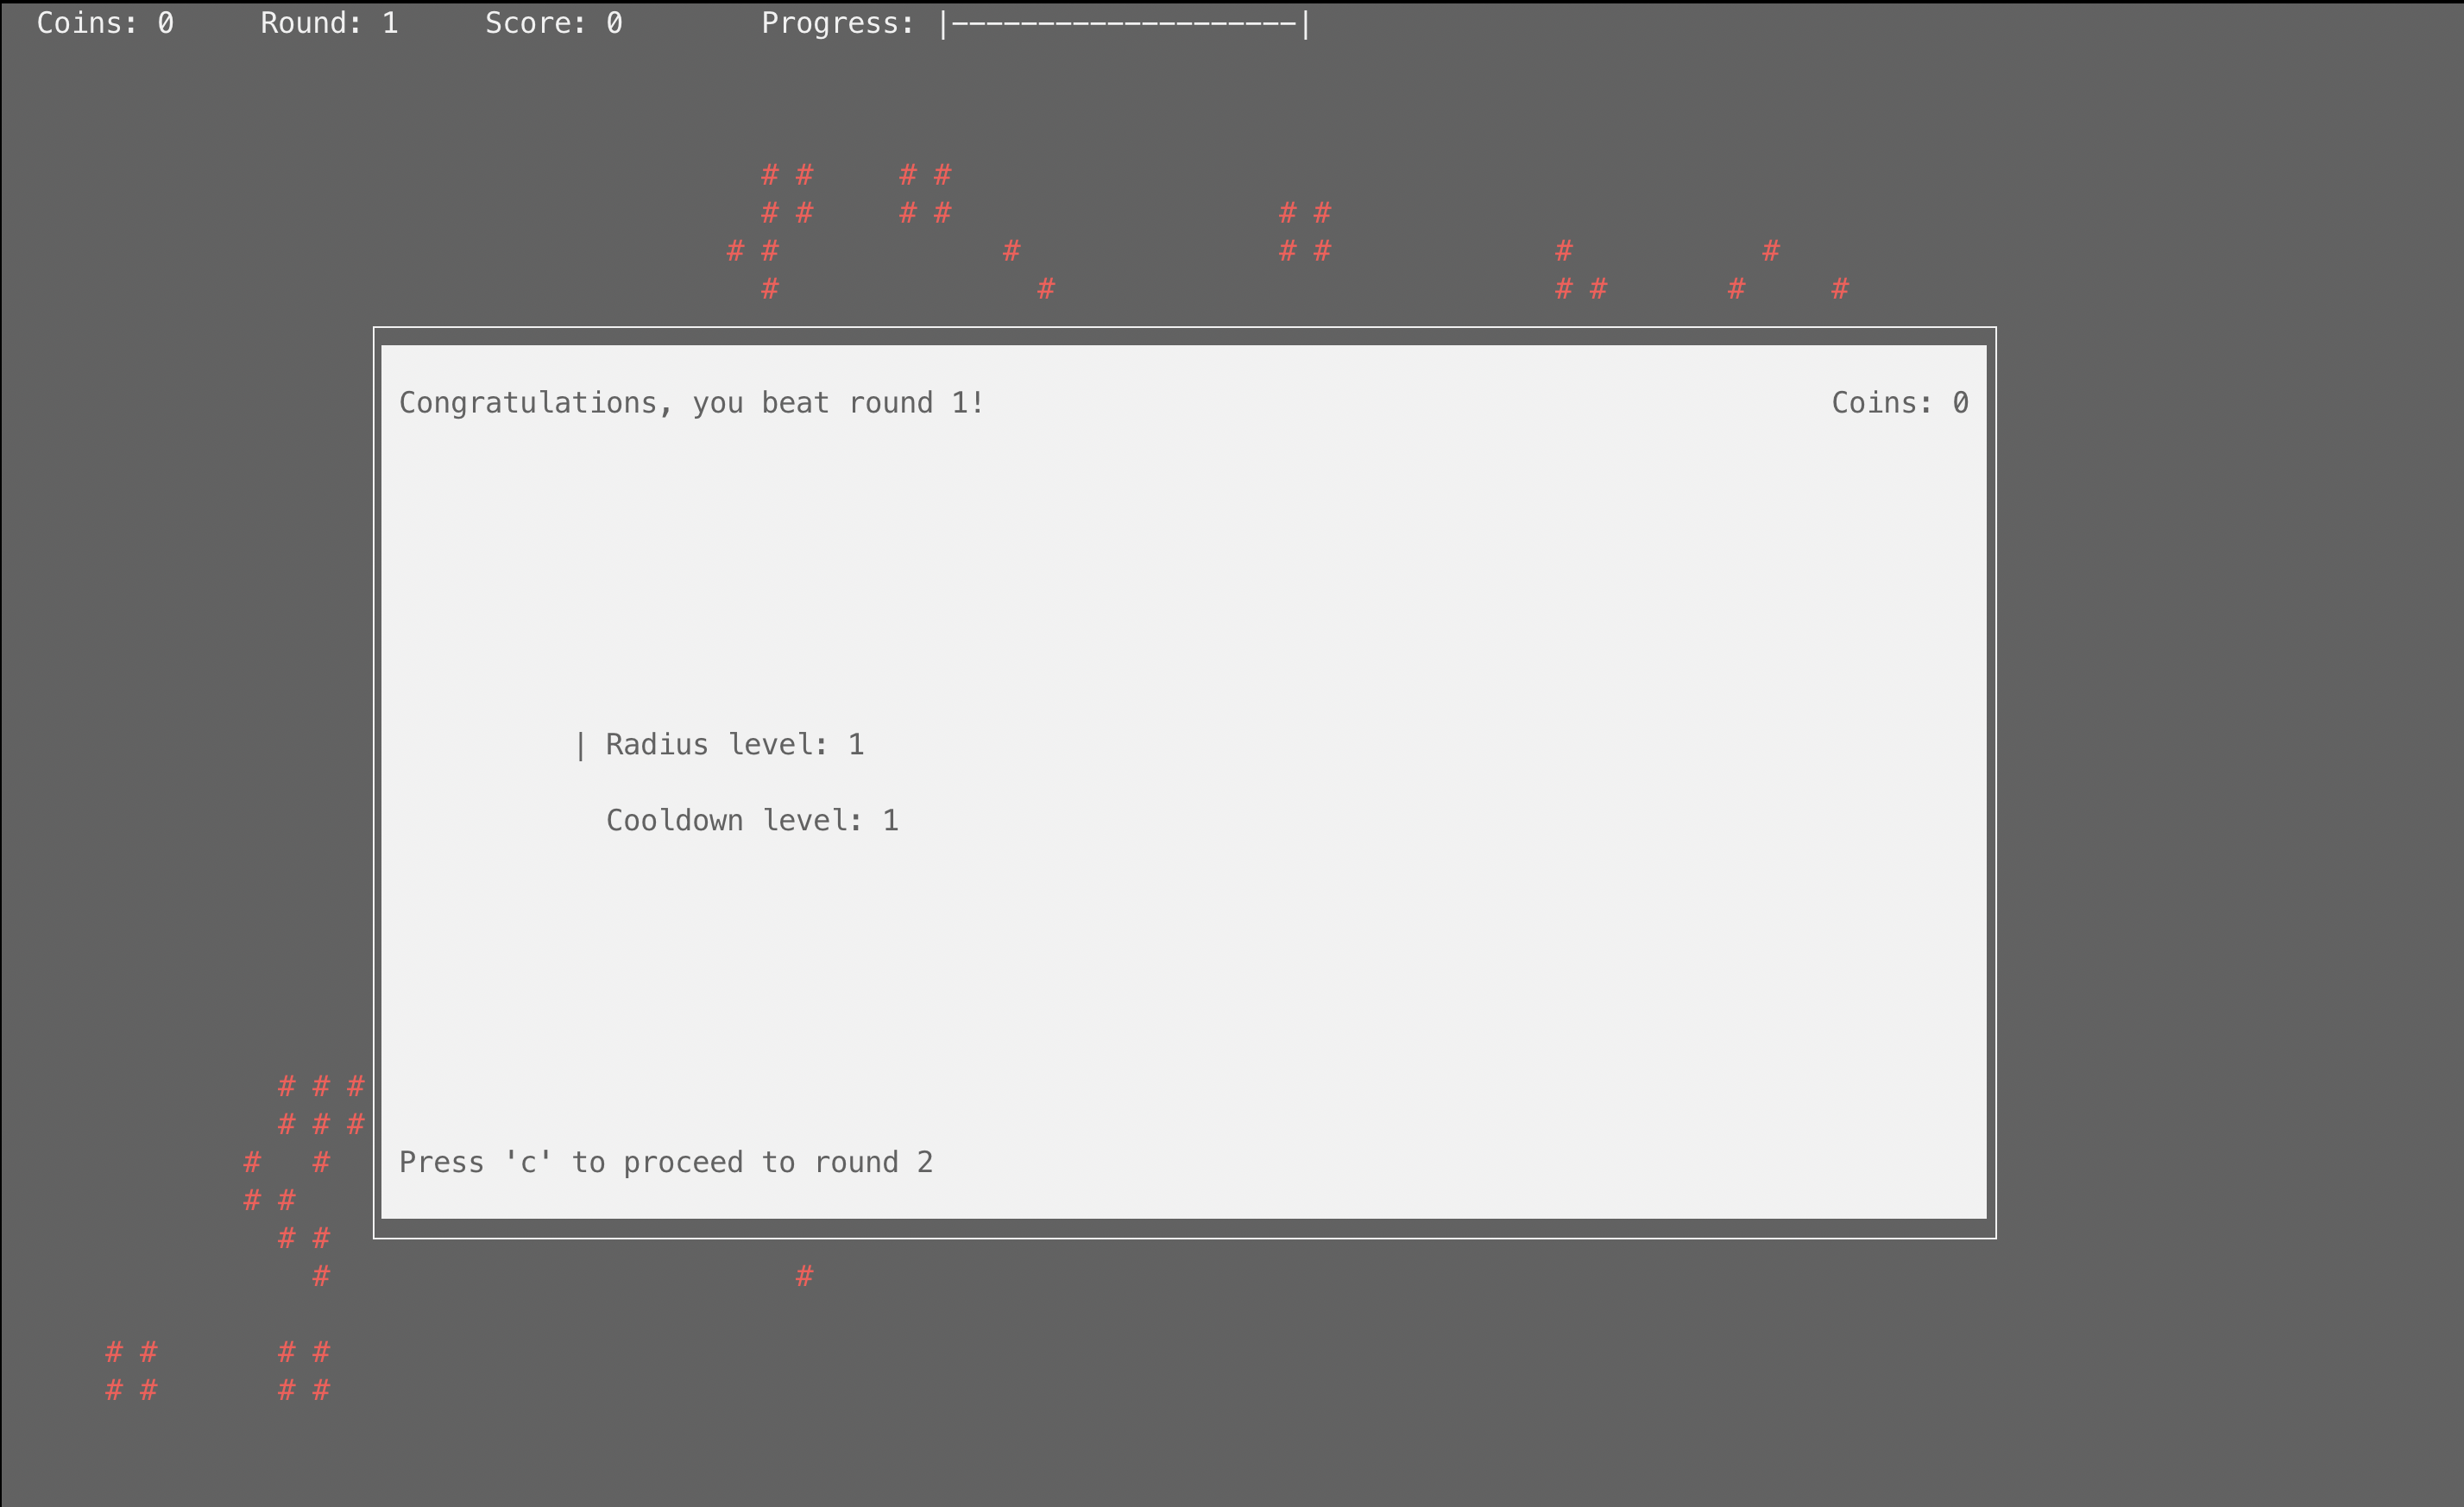 Coins: 0 Round: 1 Score: 0 Progress: |––––––––––––––––––––|
# # # #
# # # # # #
# # # # # # #
# # # # # #
Congratulations, you beat round 1! Coins: 0
| Radius level: 1
Cooldown level: 1
# # #
# # #
# # Press 'c' to proceed to round 2
# #
# #
# #
# # # #
# # # #